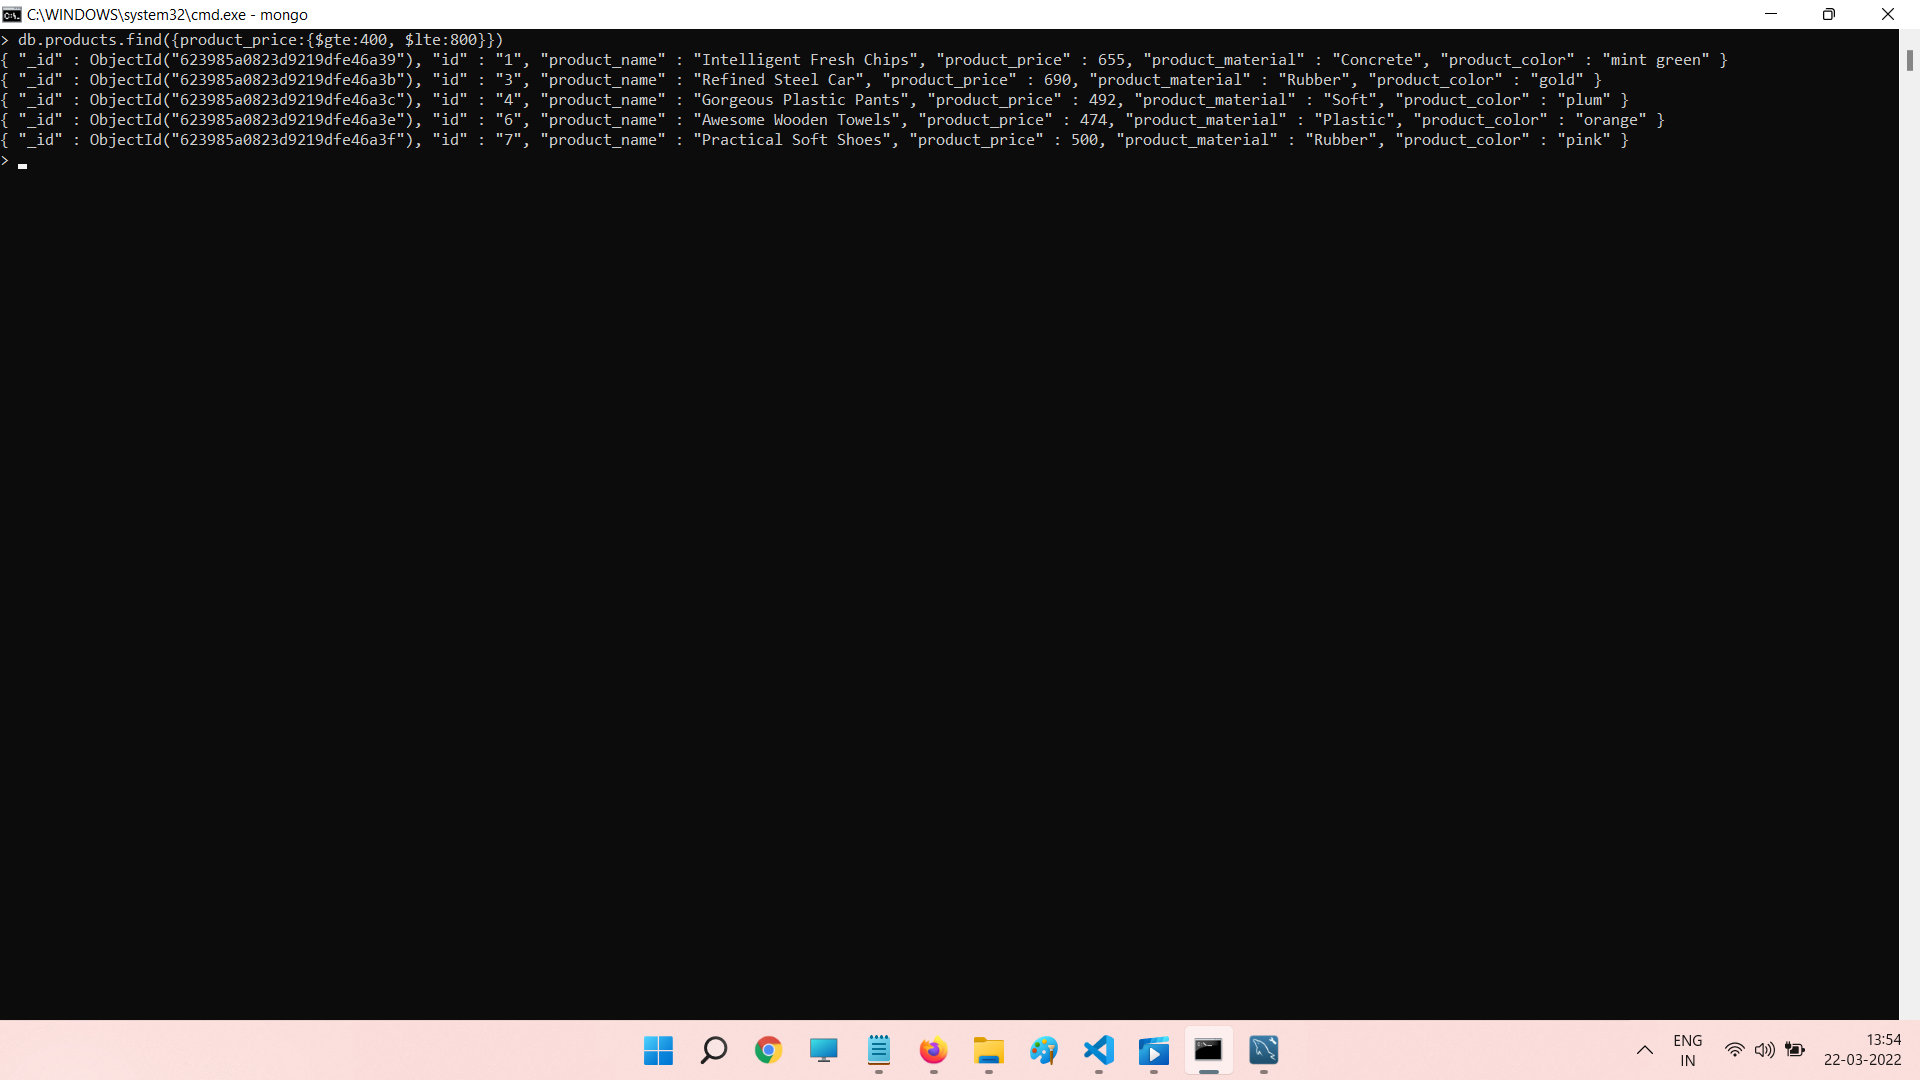 C:\WINDOWS\system32\cmd.exe - mongo
> db.products.find({product_price:{$gte:400, $lte:800}})
{ "_id" : ObjectId("623985a0823d9219dfe46a39"), "id" : "1", "product_name" : "Intelligent Fresh Chips", "product_price" : 655, "product_material" : "Concrete", "product_color" : "mint green" }
{ "_id" : ObjectId("623985a0823d9219dfe46a3b"), "id" : "3", "product_name" : "Refined Steel Car", "product_price" : 690, "product_material" : "Rubber", "product_color" : "gold" }
{ "_id" : ObjectId("623985a0823d9219dfe46a3c"), "id" : "4", "product_name" : "Gorgeous Plastic Pants", "product_price" : 492, "product_material" : "Soft", "product_color" : "plum" }
{ "_id" : ObjectId("623985a0823d9219dfe46a3e"), "id" : "6", "product_name" : "Awesome Wooden Towels", "product_price" : 474, "product_material" : "Plastic", "product_color" : "orange" }
{ "_id" : ObjectId("623985a0823d9219dfe46a3f"), "id" : "7", "product_name" : "Practical Soft Shoes", "product_price" : 500, "product_material" : "Rubber", "product_color" : "pink" }
>
ENG
IN
13:54
22-03-2022